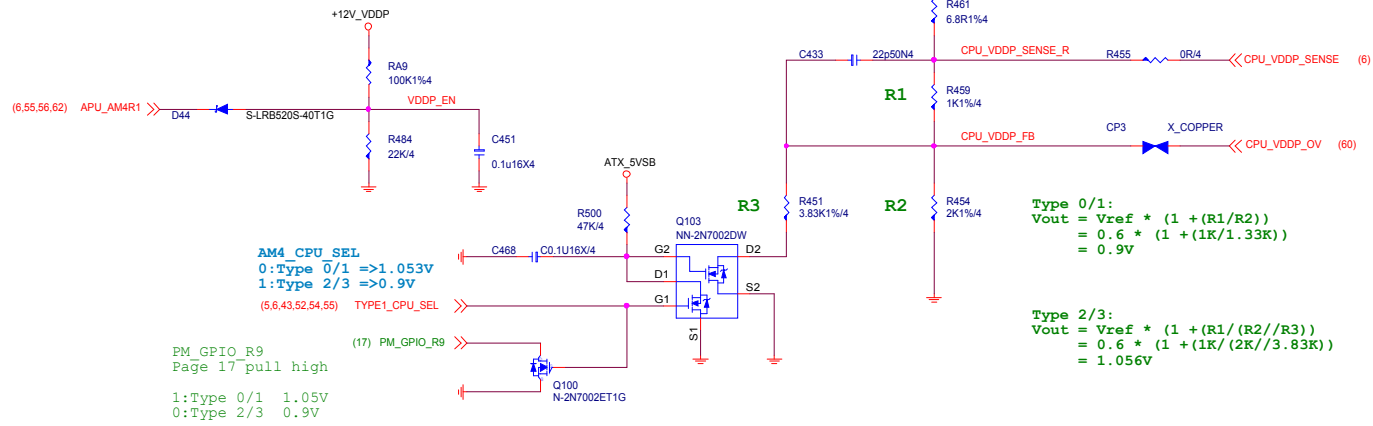 R461
6.8R1%4
+12V_VDDP
RA9
100K1%4
C433
22p50N4
CPU_VDDP_SENSE_R
R455
0R/4
CPU_VDDP_SENSE (6)
(6,55,56,62) APU_AM4R1
D44
S-LRB520S-40T1G
VDDP_EN
R1
R459
1K1%/4
R484
22K/4
C451
0.1u16X4
CPU_VDDP_FB
CP3
X_COPPER
CPU_VDDP_OV (60)
ATX_5VSB
R3
R451
3.83K1%/4
R2
R454
2K1%/4
R500
47K/4
Q103
NN-2N7002DW
C468
C0.1U16X/4
G2
D2
D1
G1
S2
S1
Type 0/1:
Vout = Vref * (1 +(R1/R2))
= 0.6 * (1 +(1K/1.33K))
= 0.9V
AM4_CPU_SEL
0:Type 0/1 =>1.053V
1:Type 2/3 =>0.9V
(5,6,43,52,54,55) TYPE1_CPU_SEL
Type 2/3:
Vout = Vref * (1 +(R1/(R2//R3))
= 0.6 * (1 +(1K/(2K//3.83K))
= 1.056V
(17) PM_GPIO_R9
Q100
N-2N7002ET1G
PM_GPIO_R9
Page 17 pull high
1:Type 0/1 1.05V
0:Type 2/3 0.9V